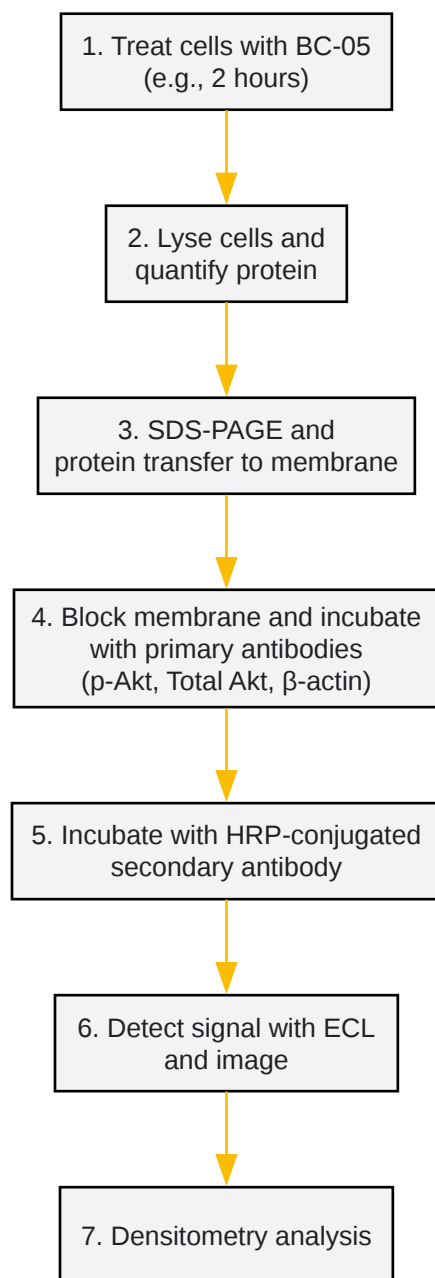 1. Treat cells with BC-05
(e.g., 2 hours)
2. Lyse cells and
quantify protein
3. SDS-PAGE and
protein transfer to membrane
4. Block membrane and incubate
with primary antibodies
(p-Akt, Total Akt, β-actin)
5. Incubate with HRP-conjugated
secondary antibody
6. Detect signal with ECL
and image
7. Densitometry analysis